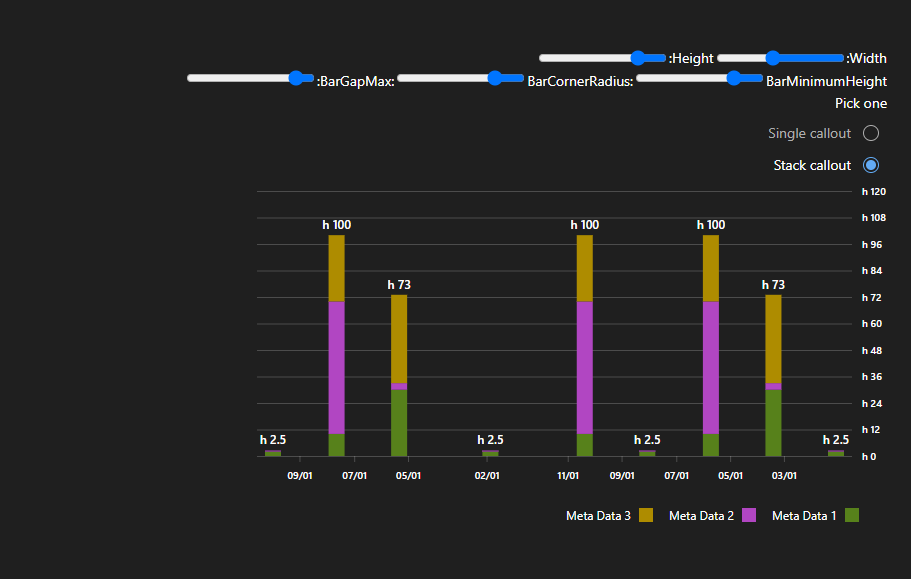 :Height :Width
:BarGapMax: BarCornerRadius: BarMinimumHeight
Pick one
Single callout
Stack callout
h 120
h 108
h 100 h 100 h 100
h 96
h 84
h 73 h 73
h 72
h 60
h 48
h 36
h 24
h 12
h 2.5 h 2.5 h 2.5 h 2.5
h 0
09/01 07/01 05/01 02/01 11/01 09/01 07/01 05/01 03/01
Meta Data 3 Meta Data 2 Meta Data 1